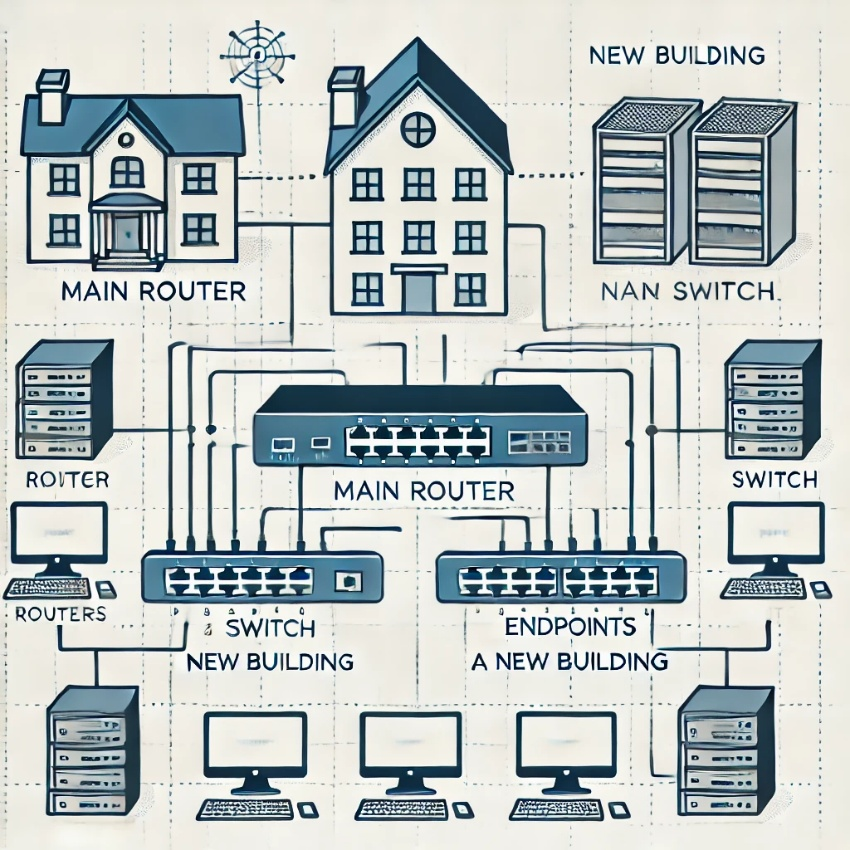 NEW BUILDING
MAIN ROUTER
NAN SWITCH.
ROITER
MAIN ROUTER
SWITCH
ROUTERS
SWITCH
NEW BUILDING
ENDPOINTS
A NEW BUILDING